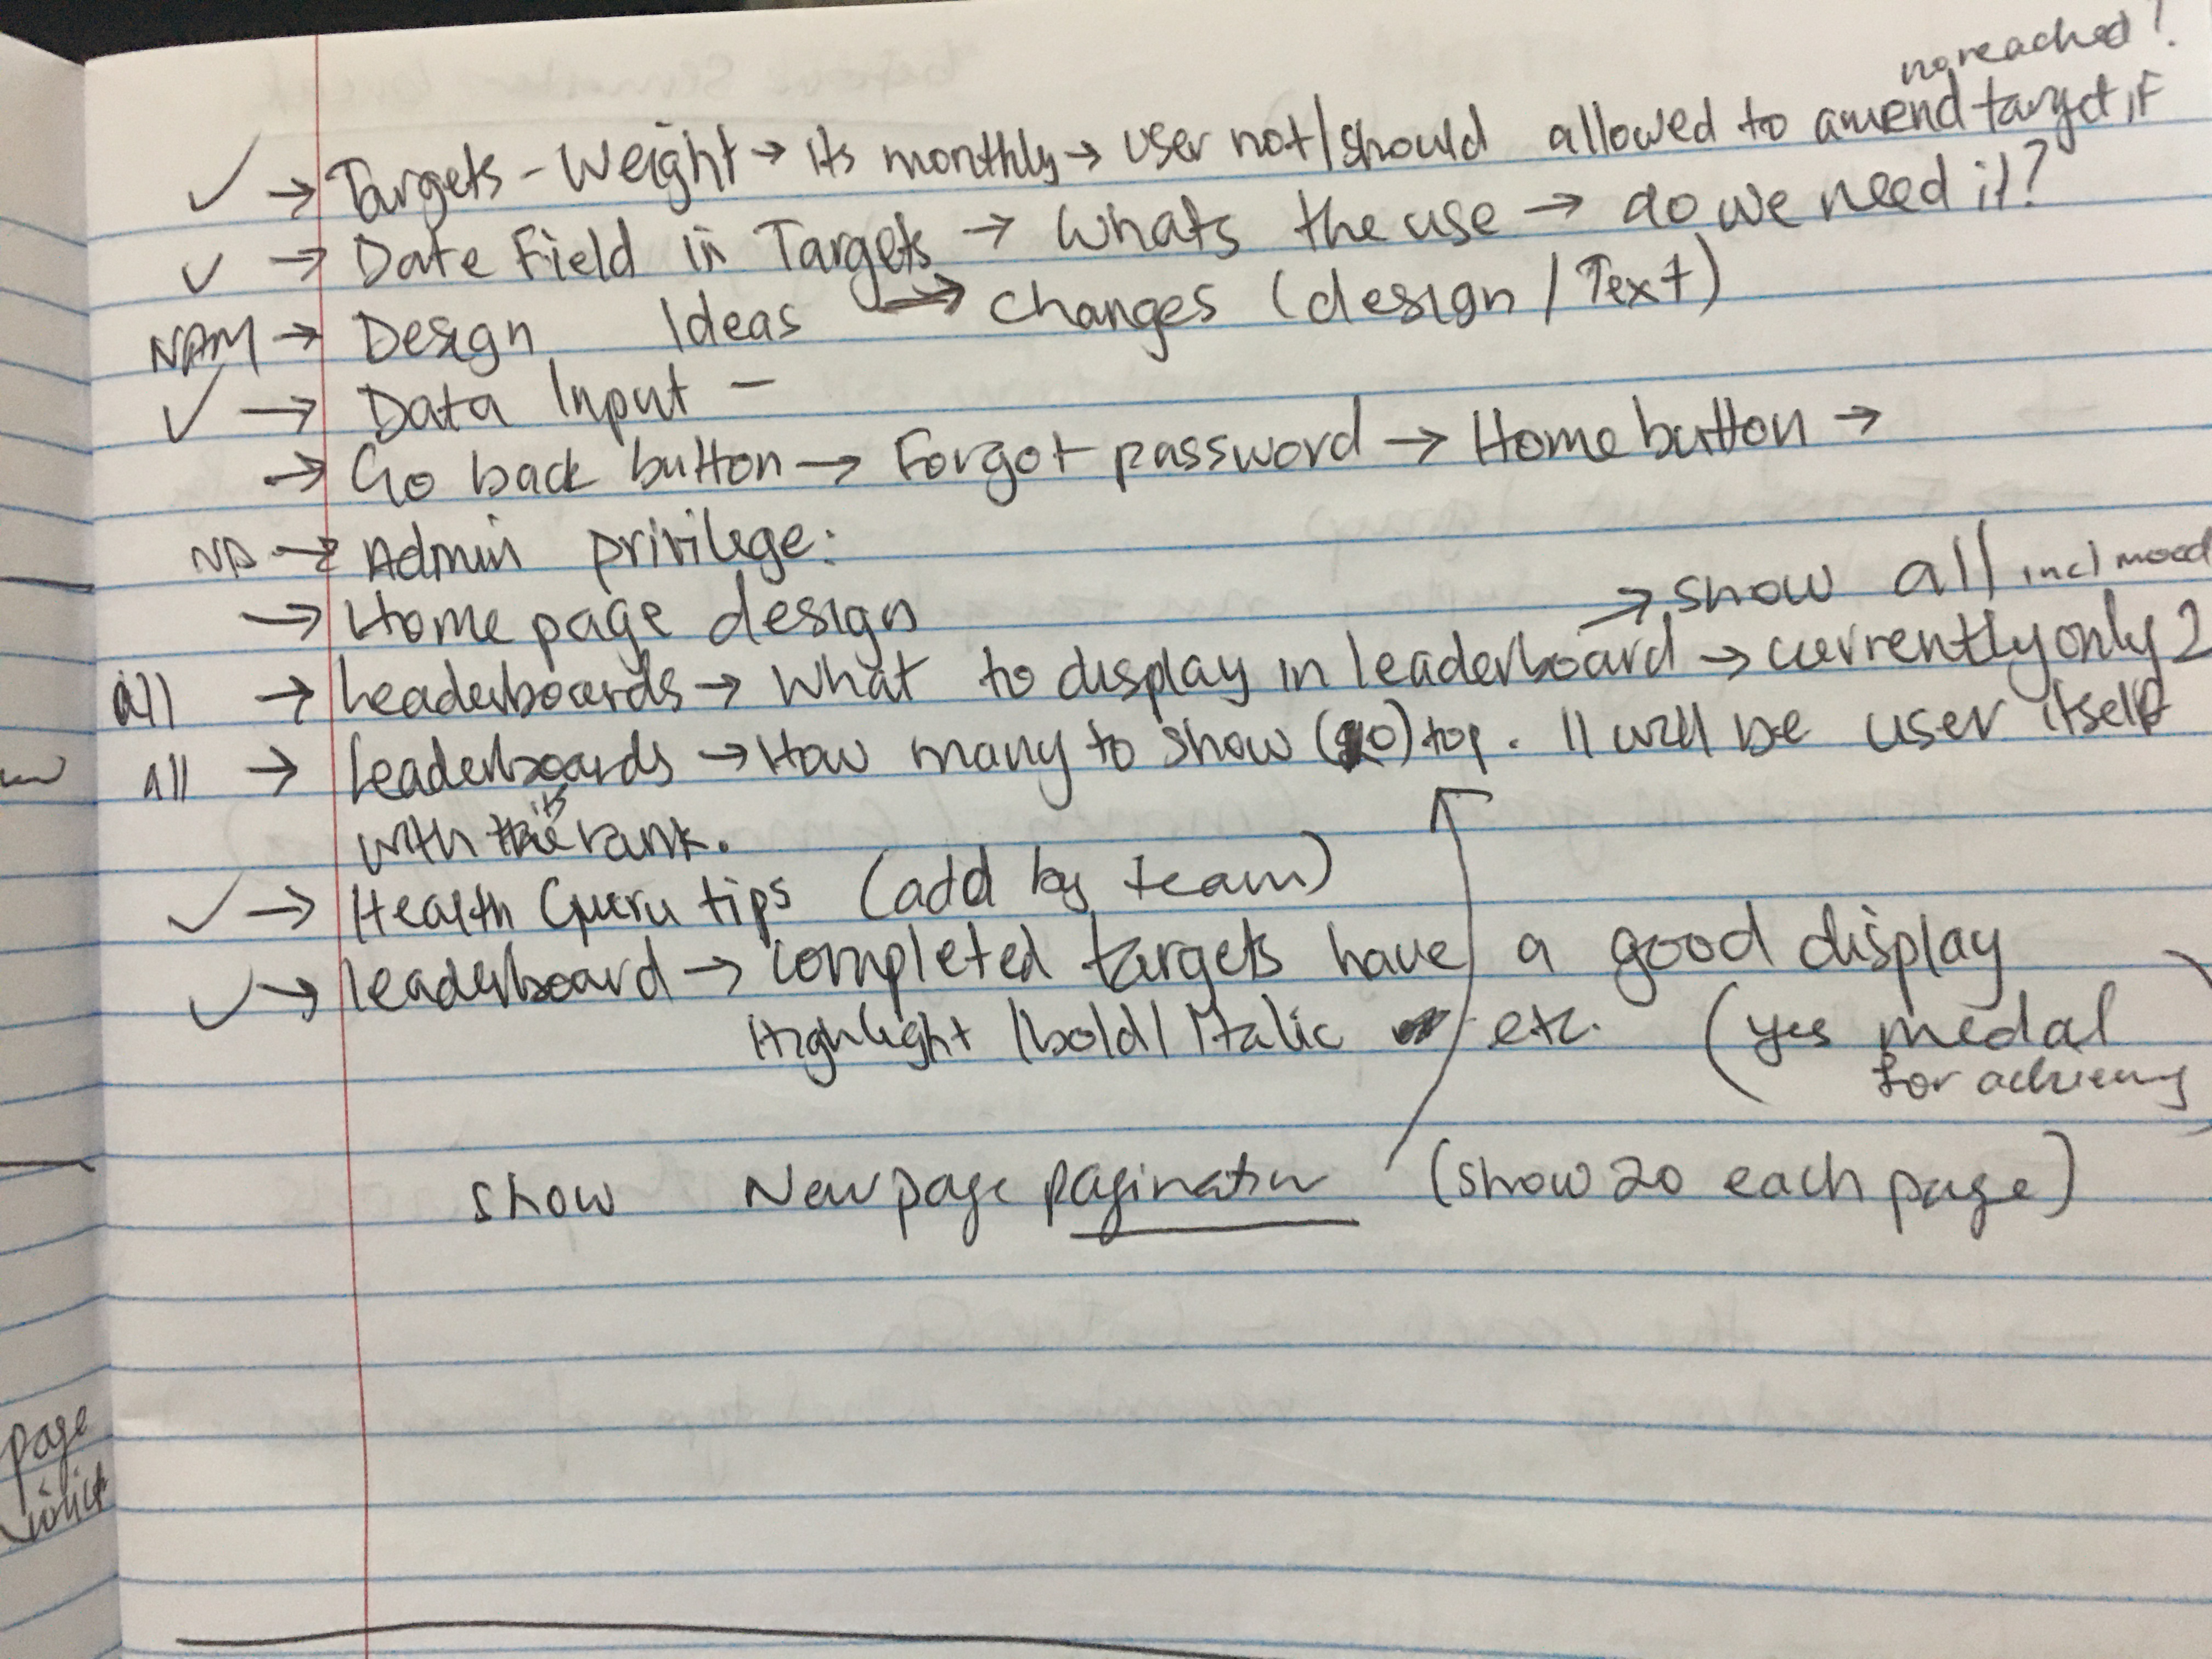 no reached?
✓ → Targets - Weight → its monthly → user not/should allowed to amend target if
✓ → Date Field in Targets → Whats the use → do we need it?
NAM → Design Ideas → changes (design / Text)
✓ → Data Input -
→ Go back button → Forgot password → Home button →
→ Admin privilege:
→ show all incl mood
→ Home page design
all → Leaderboards → What to display in leaderboard → currently only 2
all → Leaderboards → How many to show (10) top. 11 will be user itself
with its rank.
✓ → Health Guru tips (add by team)
✓ → leaderboard → completed targets have a good display
Highlight /bold/ Italic etc. (yes medal
for achieving)
show New page pagination (show 20 each page)
page